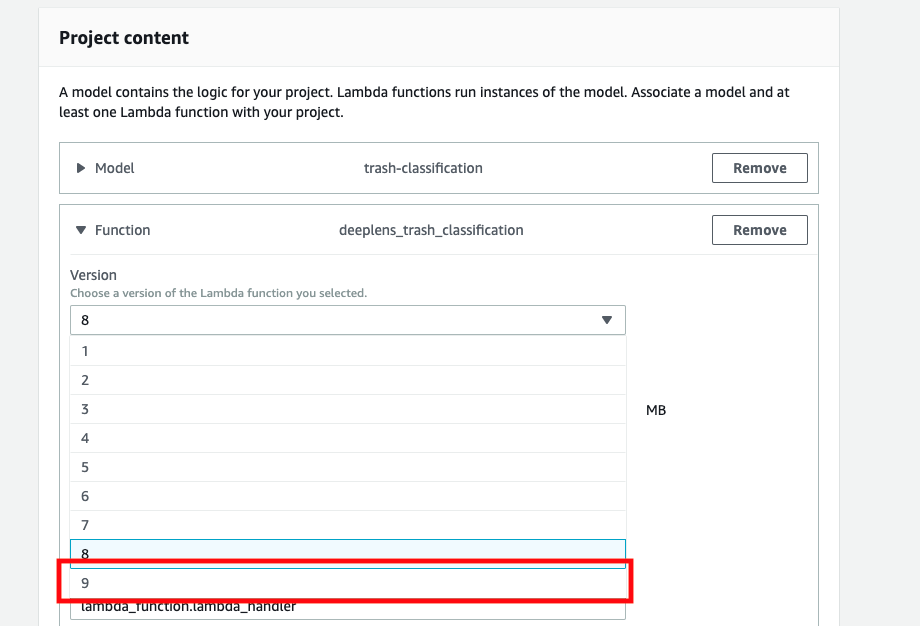 Project content
A model contains the logic for your project. Lambda functions run instances of the model. Associate a model and at
least one Lambda function with your project.
Model trash-classification Remove
Function deeplens_trash_classification Remove
Version
Choose a version of the Lambda function you selected.
8
1
2
3
MB
4
5
6
7
8
9
lambda_function.lambda_handler